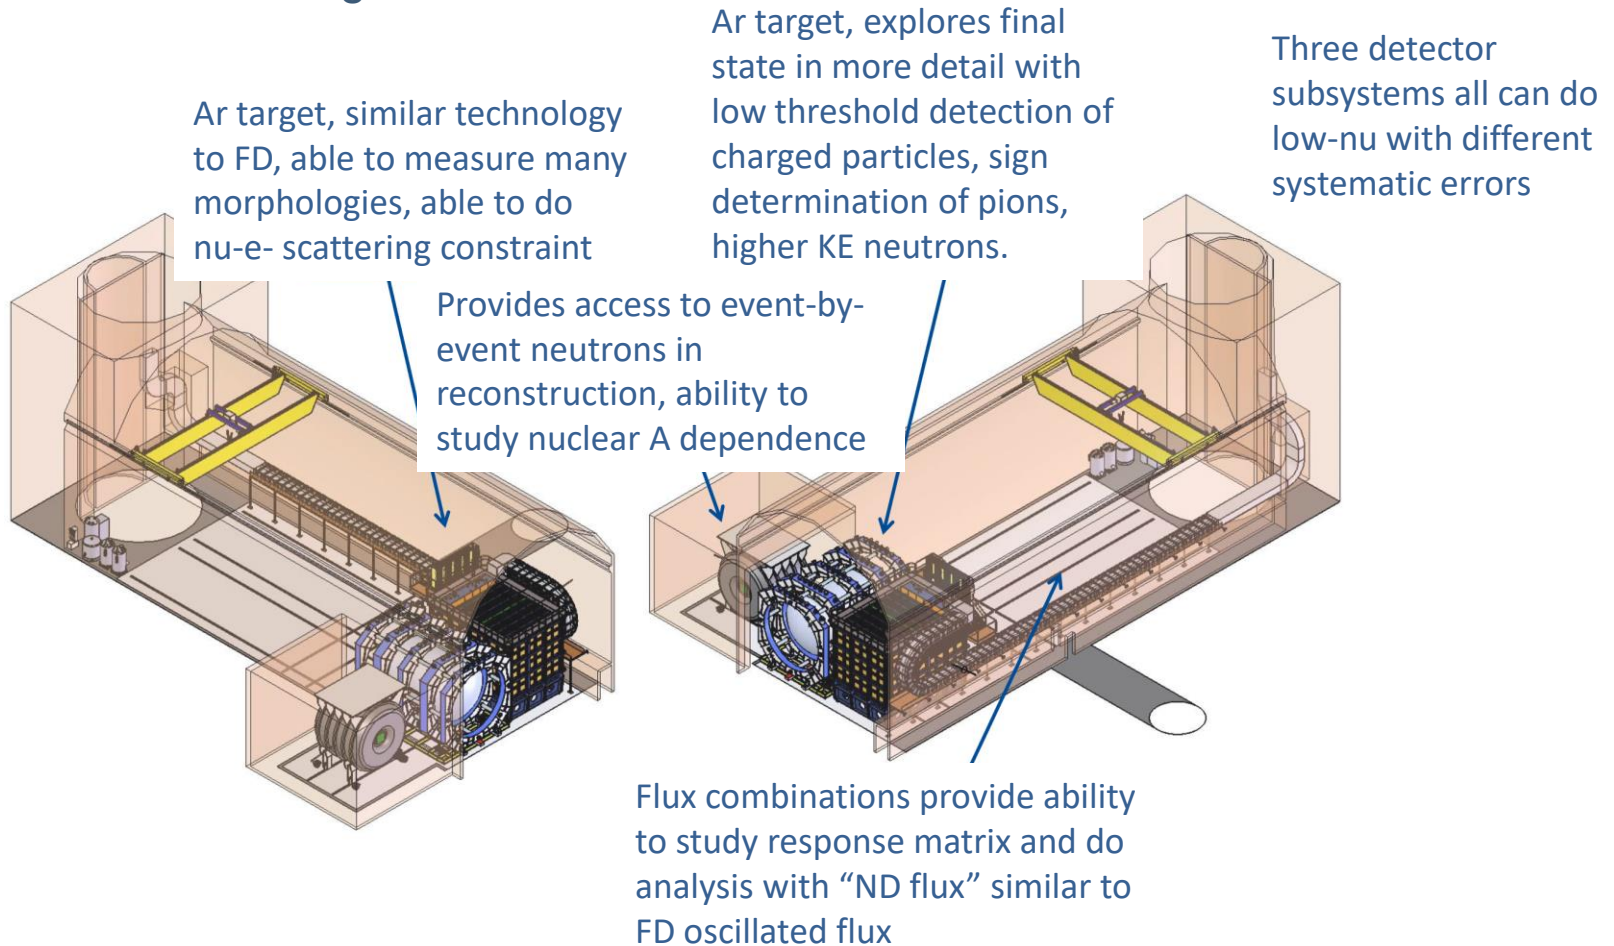 Ar target, similar technology
to FD, able to measure many
morphologies, able to do
nu-e- scattering constraint
Ar target, explores final
state in more detail with
low threshold detection of
charged particles, sign
determination of pions,
higher KE neutrons.
Three detector
subsystems all can do
low-nu with different
systematic errors
Provides access to event-by-
event neutrons in
reconstruction, ability to
study nuclear A dependence
Flux combinations provide ability
to study response matrix and do
analysis with “ND flux” similar to
FD oscillated flux